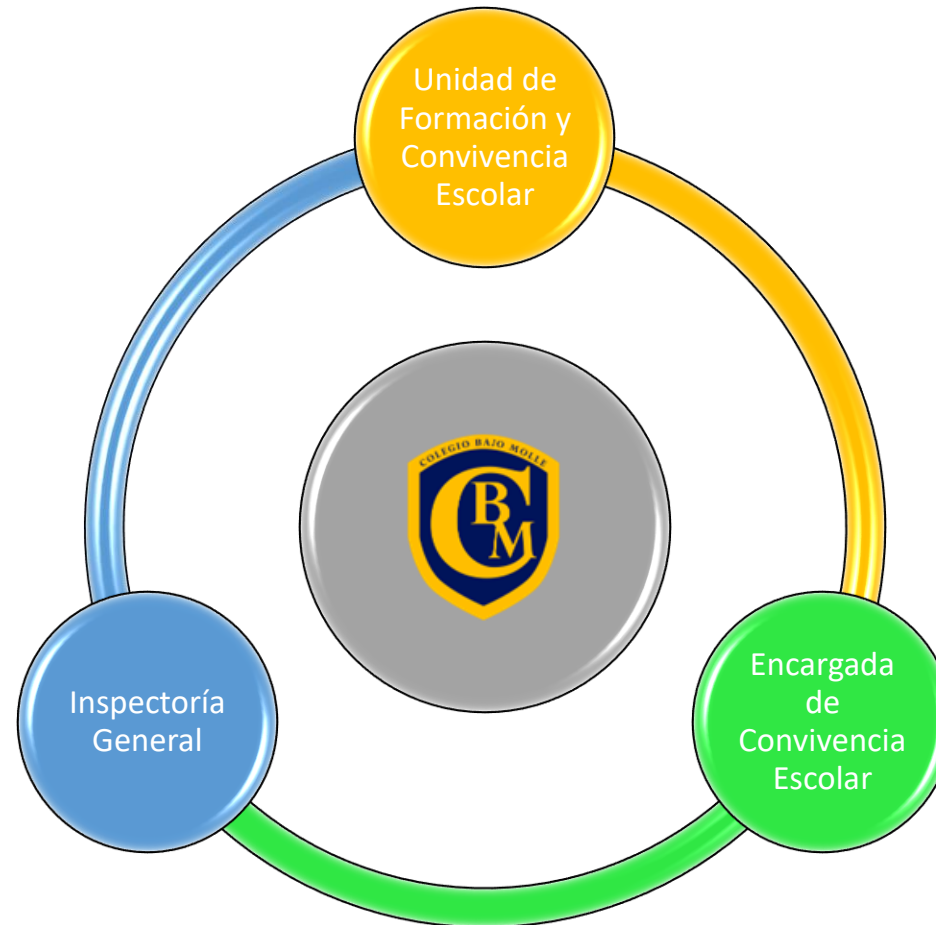 Unidad de
Formación y
Convivencia
Escolar
COLEGIO BAJO MOLLE
C
B
M
Inspectoría
General
Encargada
de
Convivencia
Escolar